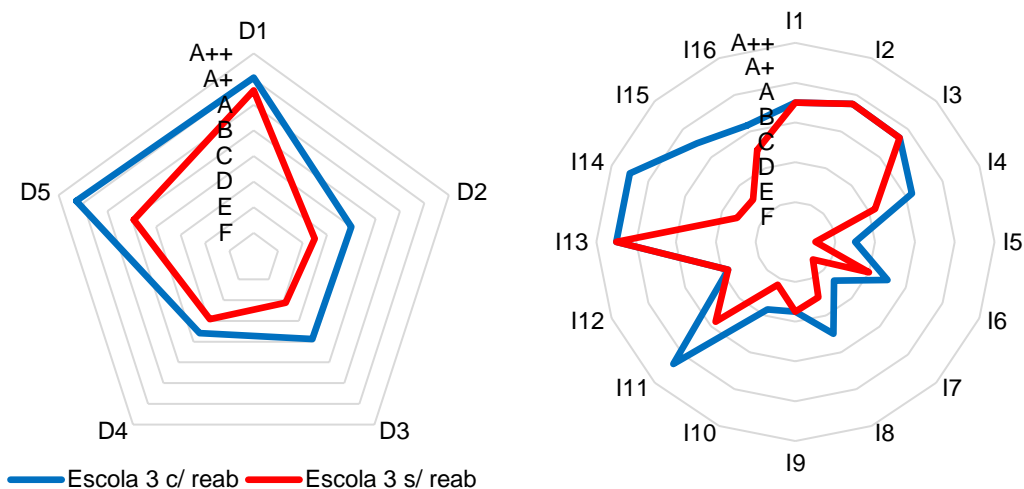 D1
A++
A+
A
B
C
D
E
F
D2
D3
D4
D5
Escola 3 c/ reab
Escola 3 s/ reab
I1
A++
A+
A
B
C
D
E
F
I2
I3
I4
I5
I6
I7
I8
I9
I10
I11
I12
I13
I14
I15
I16